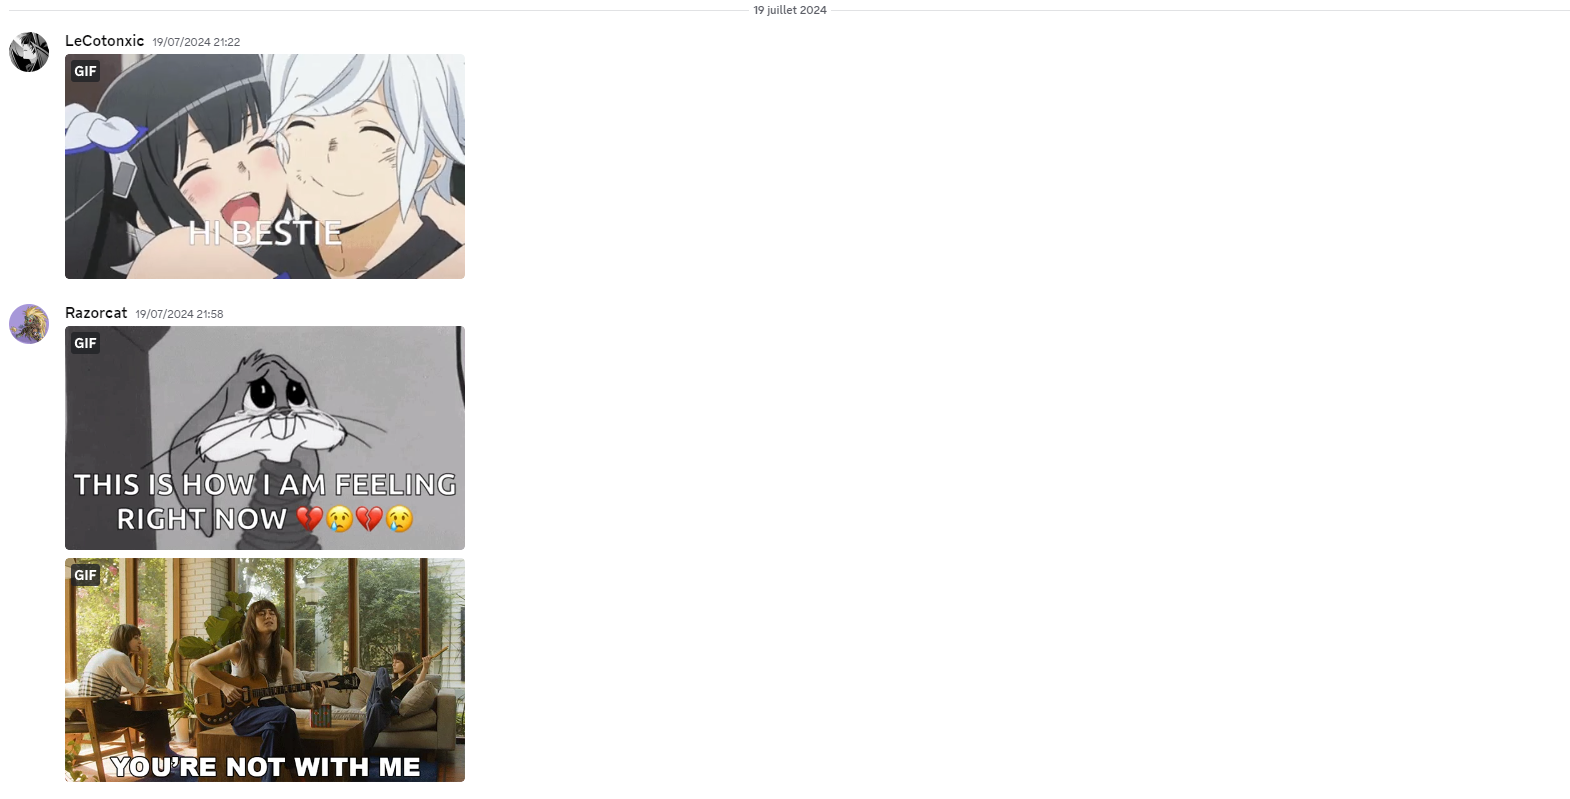 19 juillet 2024
LeCotonxic 19/07/2024 21:22
GIF
HI BESTIE
Razorcat 19/07/2024 21:58
GIF
THIS IS HOW I AM FEELING
RIGHT NOW 💔😢💔😢
GIF
YOU'RE NOT WITH ME